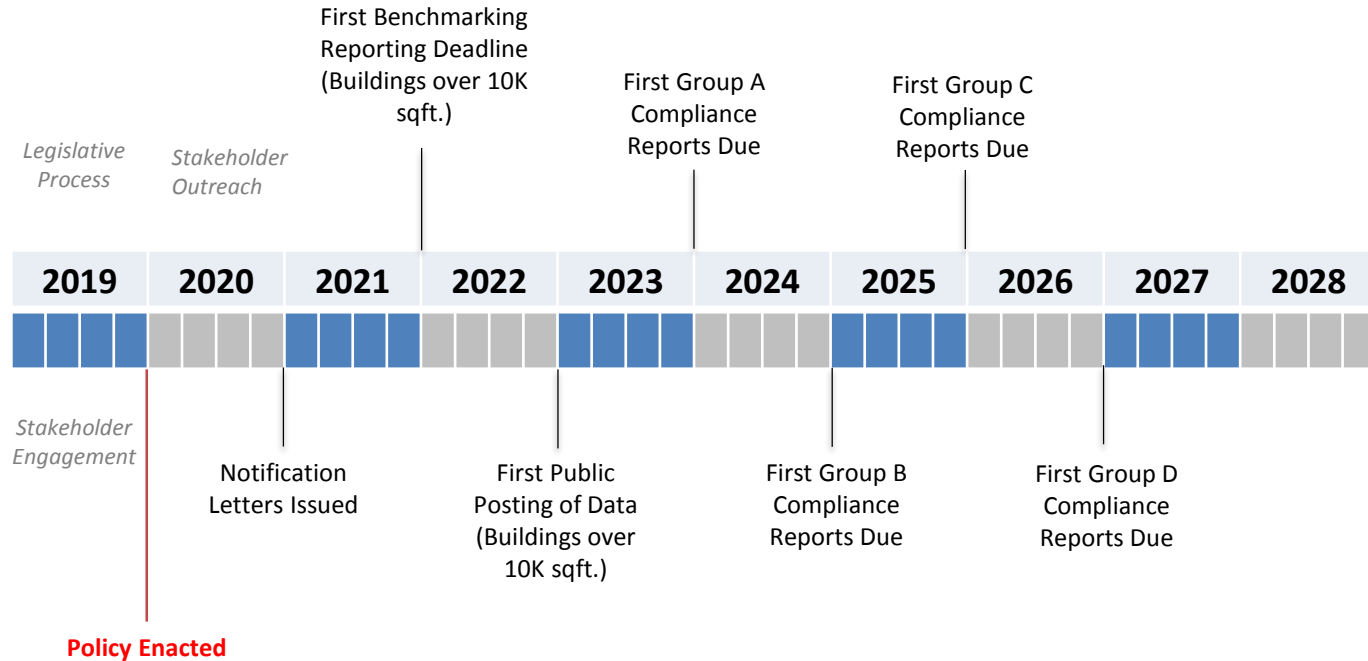 First Benchmarking
Reporting Deadline
(Buildings over 10K
sqft.)
First Group A
Compliance
Reports Due
First Group C
Compliance
Reports Due
Legislative
Process
Stakeholder
Outreach
2019
2020
2021
2022
2023
2024
2025
2026
2027
2028
Stakeholder
Engagement
Notification
Letters Issued
First Public
Posting of Data
(Buildings over
10K sqft.)
First Group B
Compliance
Reports Due
First Group D
Compliance
Reports Due
Policy Enacted